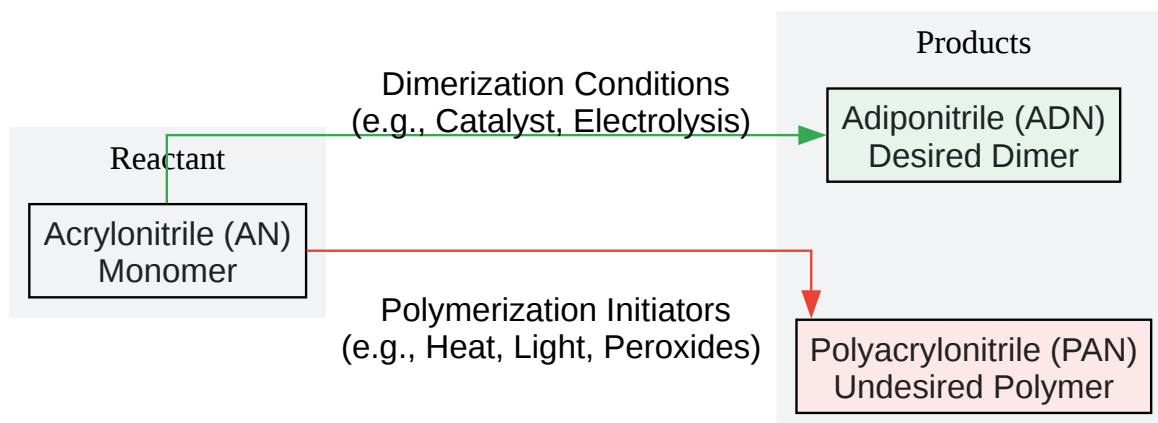 Products
Dimerization Conditions
(e.g., Catalyst, Electrolysis)
Adiponitrile (ADN)
Desired Dimer
Reactant
Acrylonitrile (AN)
Monomer
Polymerization Initiators
(e.g., Heat, Light, Peroxides)
Polyacrylonitrile (PAN)
Undesired Polymer